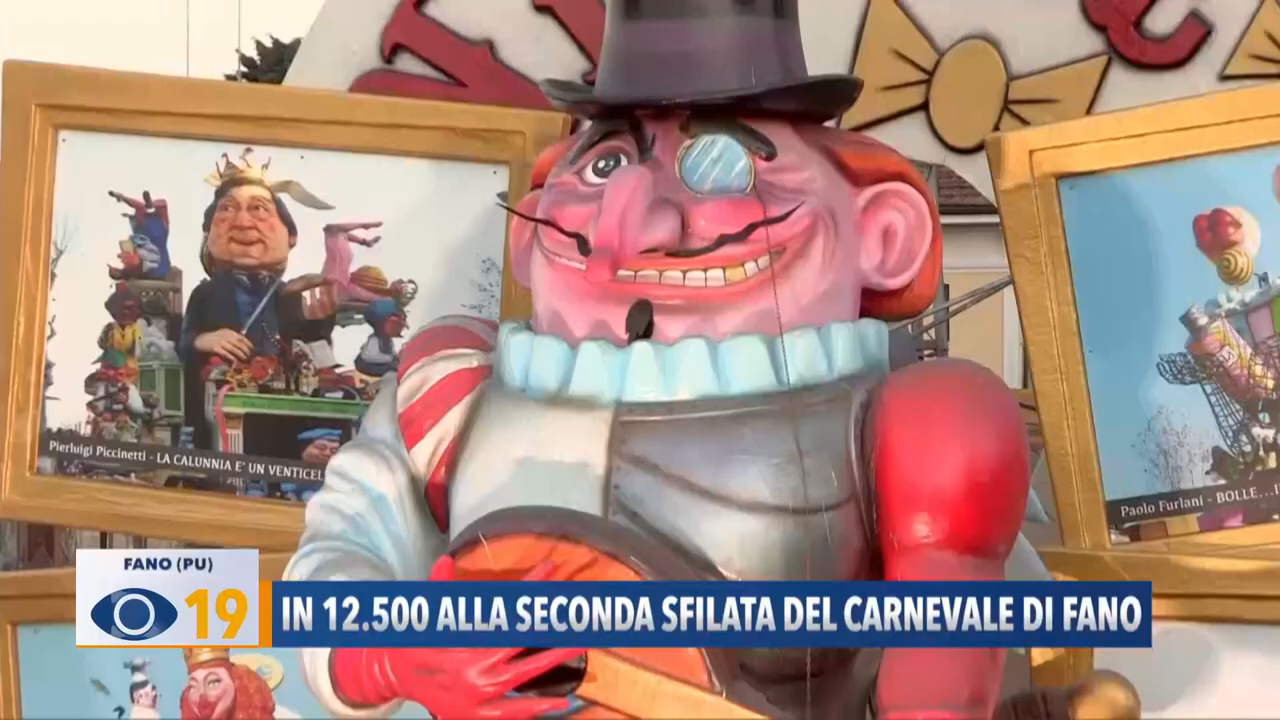 Pierluigi Piccinetti - LA CALUNNIA E' UN VENTICEL
Paolo Furlani - BOLLE...
FANO (PU)
19
IN 12.500 ALLA SECONDA SFILATA DEL CARNEVALE DI FANO